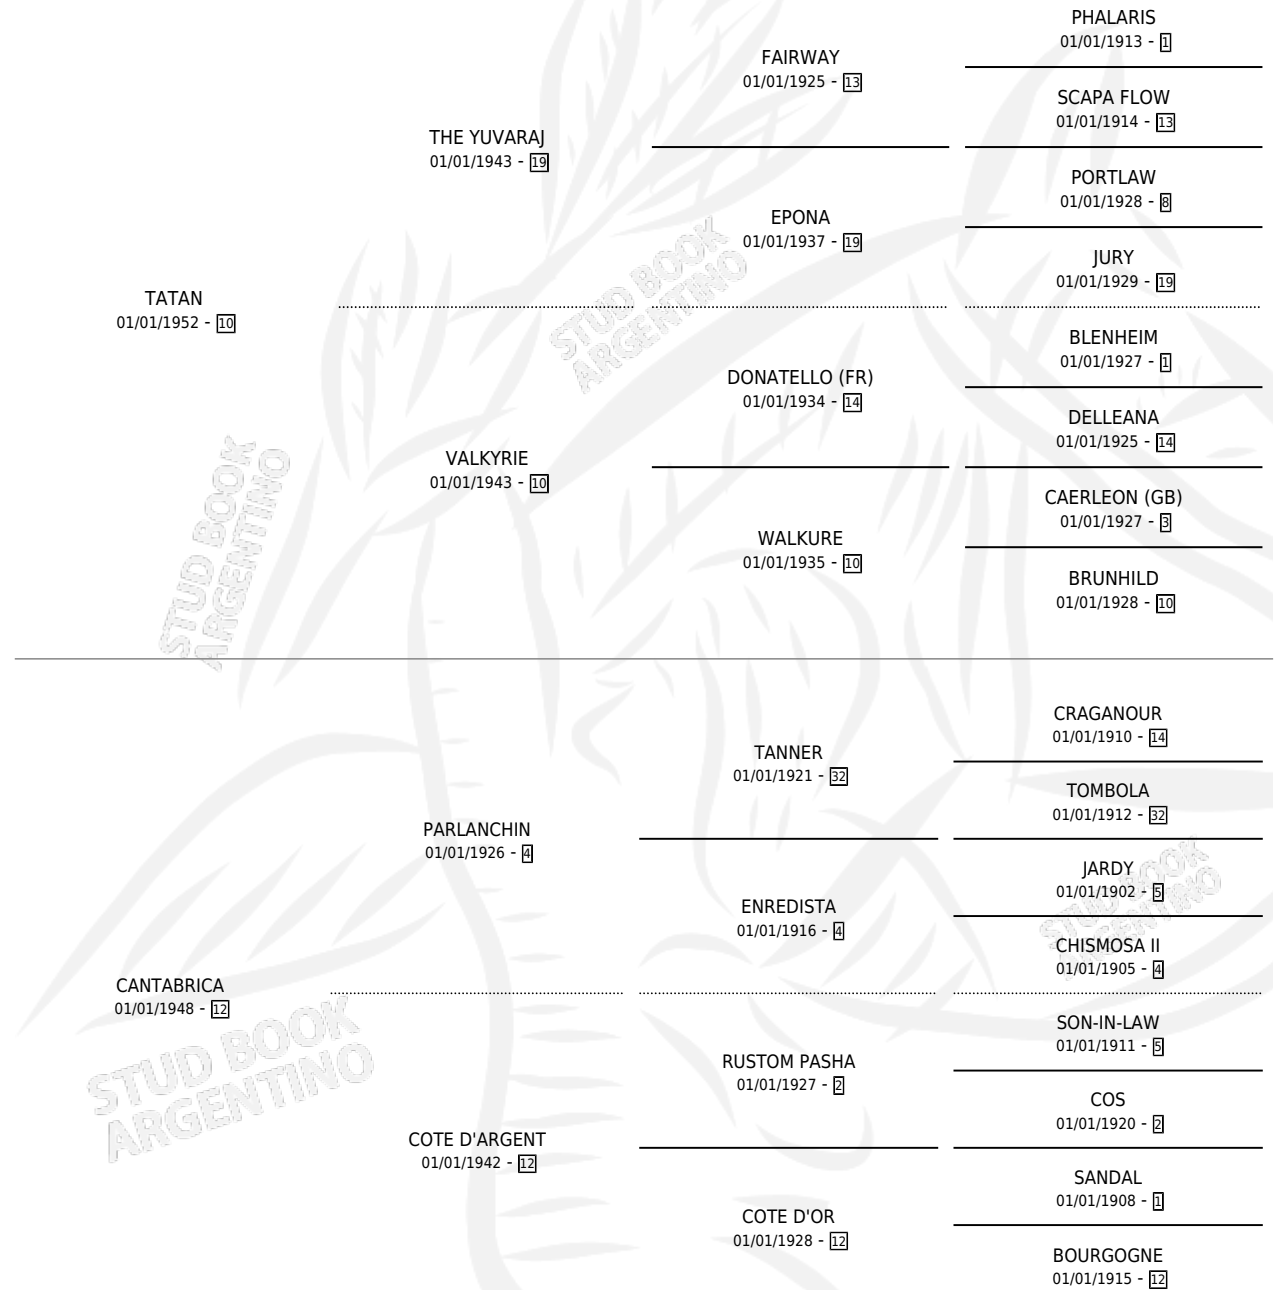 PHALARIS
01/01/1913 - 1
FAIRWAY
01/01/1925 - 13
SCAPA FLOW
01/01/1914 - 13
THE YUVARAJ
01/01/1943 - 19
PORTLAW
01/01/1928 - 8
EPONA
01/01/1937 - 19
JURY
01/01/1929 - 19
TATAN
01/01/1952 - 10
BLENHEIM
01/01/1927 - 1
DONATELLO (FR)
01/01/1934 - 14
DELLEANA
01/01/1925 - 14
VALKYRIE
01/01/1943 - 10
CAERLEON (GB)
01/01/1927 - 3
WALKURE
01/01/1935 - 10
BRUNHILD
01/01/1928 - 10
STUD BOOK
ARGENTINO
STUD BOOK
ARGENTINO
CRAGANOUR
01/01/1910 - 14
TANNER
01/01/1921 - 32
TOMBOLA
01/01/1912 - 32
PARLANCHIN
01/01/1926 - 4
JARDY
01/01/1902 - 5
ENREDISTA
01/01/1916 - 4
CHISMOSA II
01/01/1905 - 4
CANTABRICA
01/01/1948 - 12
SON-IN-LAW
01/01/1911 - 5
RUSTOM PASHA
01/01/1927 - 2
COS
01/01/1920 - 2
COTE D'ARGENT
01/01/1942 - 12
SANDAL
01/01/1908 - 1
COTE D'OR
01/01/1928 - 12
BOURGOGNE
01/01/1915 - 12
STUD BOOK
ARGENTINO
STUD BOOK
ARGENTINO